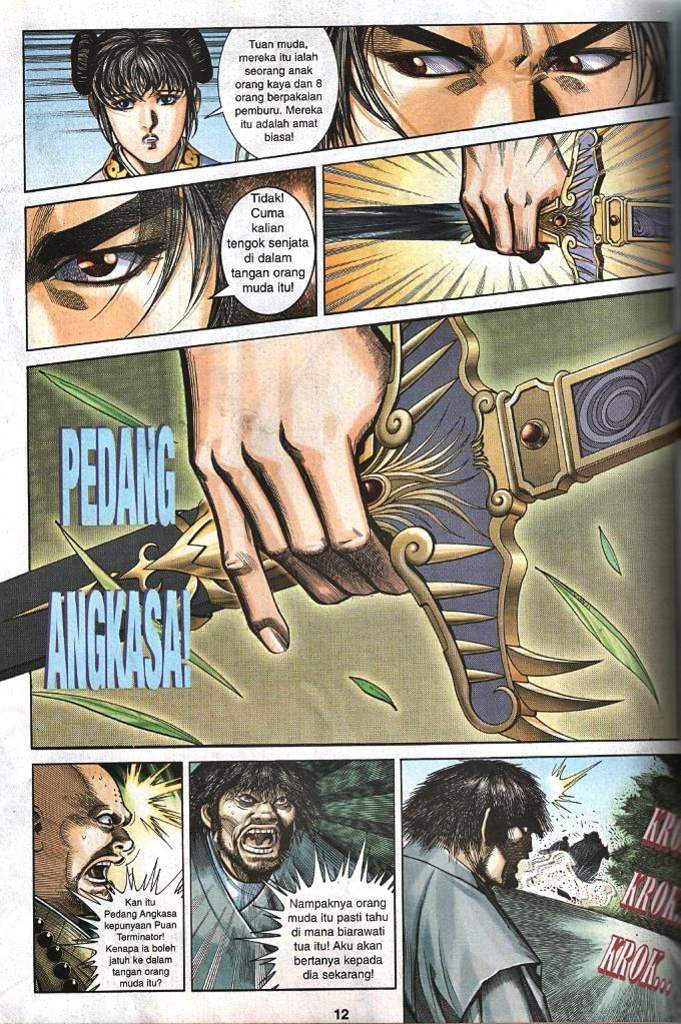 Tuan muda,
mereka itu ialah
seorang anak
orang kaya dan 8
orang berpakaian
pemburu. Mereka
itu adalah amat
biasa!
Tidak!
Cuma
kalian
tengok senjata
di dalam
tangan orang
muda itu!
PEDANG
ANGKASA!
Kan itu
Pedang Angkasa
kepunyaan Puan
Terminator!
Kenapa ia boleh
jatuh ke dalam
tangan orang
muda itu?
Nampaknya orang
muda itu pasti tahu
di mana biarawati
tua itu! Aku akan
bertanya kepada
dia sekarang!
KROK
KROK
KROK...
12